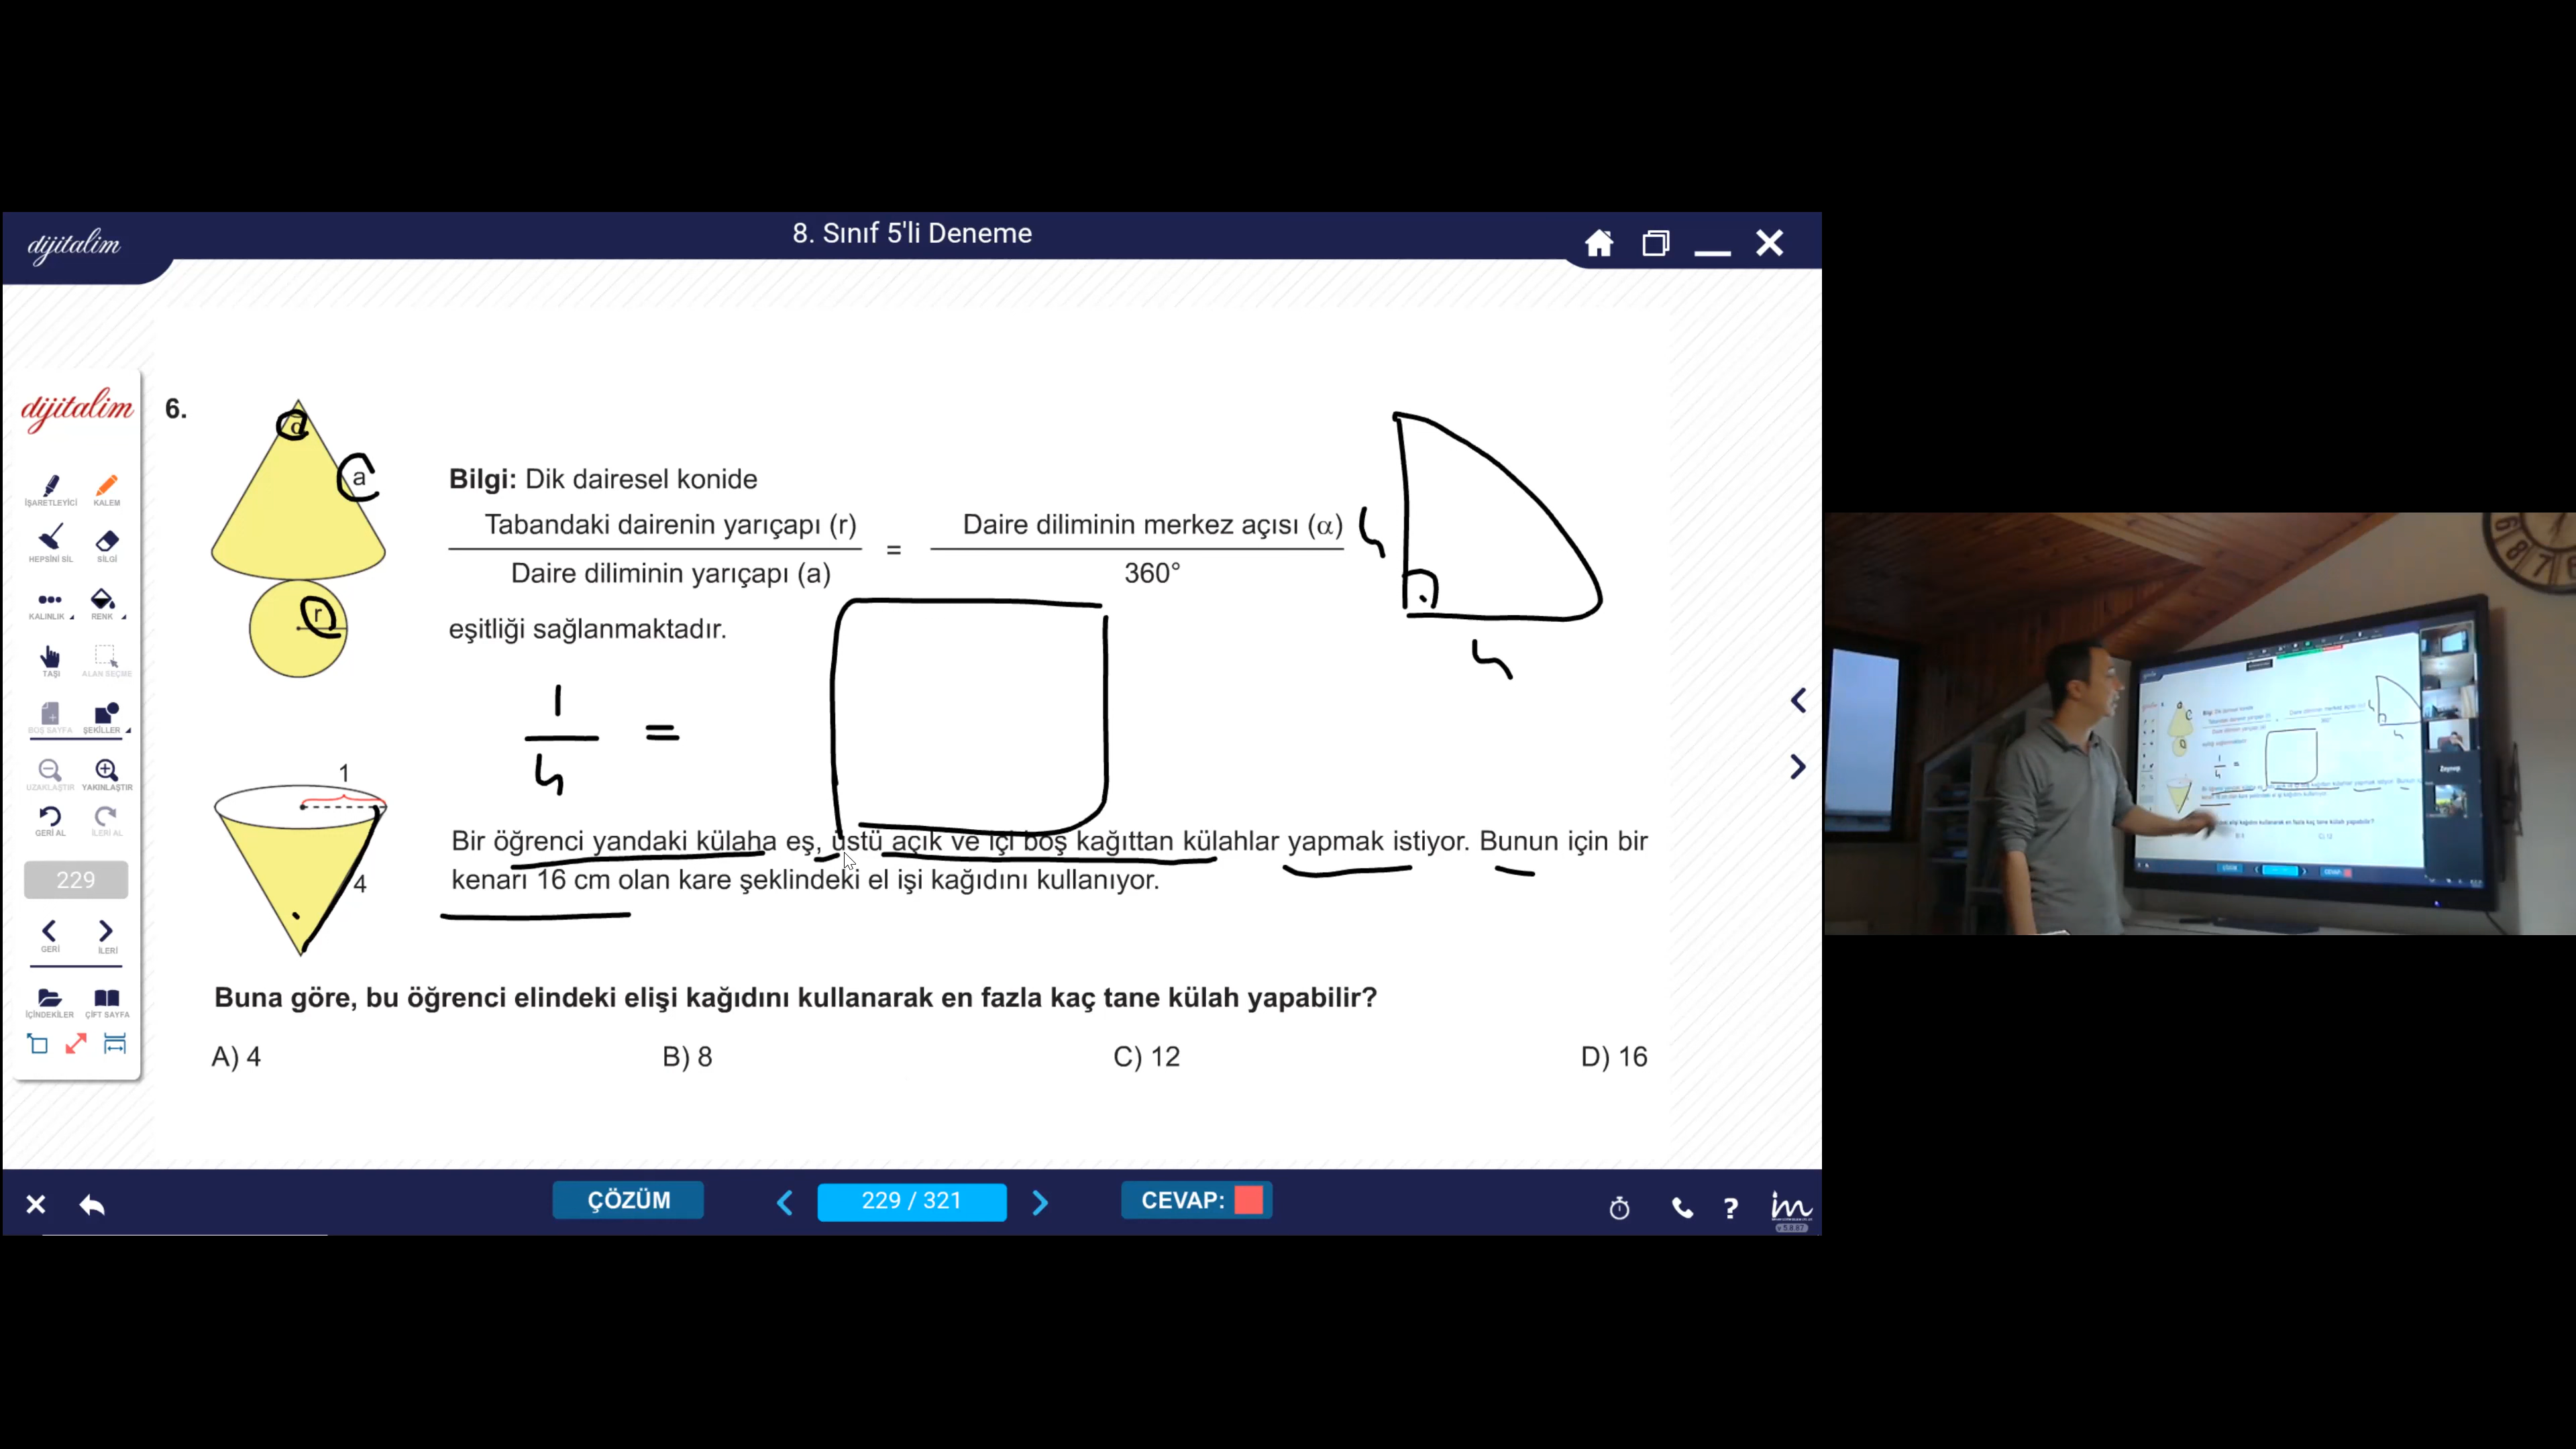 dijitalim
8. Sınıf 5'li Deneme
dijitalim
İŞARETLEYİCİ KALEM
HEPSİNİ SİL SİLGİ
KALINLIK RENK
TAŞI ALAN SEÇME
BOŞ SAYFA ŞEKİLLER
UZAKLAŞTIR YAKINLAŞTIR
GERİ AL İLERİ AL
229
GERİ İLERİ
İÇİNDEKİLER ÇİFT SAYFA
6.
α
a
r
Bilgi: Dik dairesel konide
Tabandaki dairenin yarıçapı (r) / Daire diliminin yarıçapı (a) = Daire diliminin merkez açısı (α) / 360°
eşitliği sağlanmaktadır.
4
4
1/4 =
1
4
Bir öğrenci yandaki külaha eş, üstü açık ve içi boş kağıttan külahlar yapmak istiyor. Bunun için bir
kenarı 16 cm olan kare şeklindeki el işi kağıdını kullanıyor.
Buna göre, bu öğrenci elindeki elişi kağıdını kullanarak en fazla kaç tane külah yapabilir?
A) 4 B) 8 C) 12 D) 16
ÇÖZÜM
229 / 321
CEVAP:
?
im